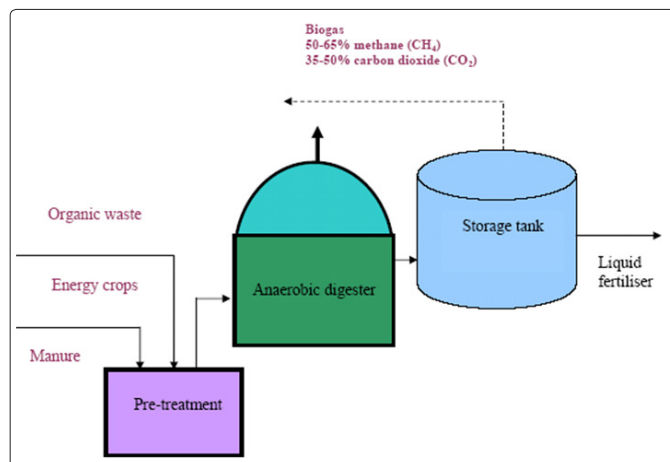 Biogas
50-65% methane (CH₄)
35-50% carbon dioxide (CO₂)
Organic waste
Storage tank
Energy crops
Anaerobic digester
Liquid
fertiliser
Manure
Pre-treatment